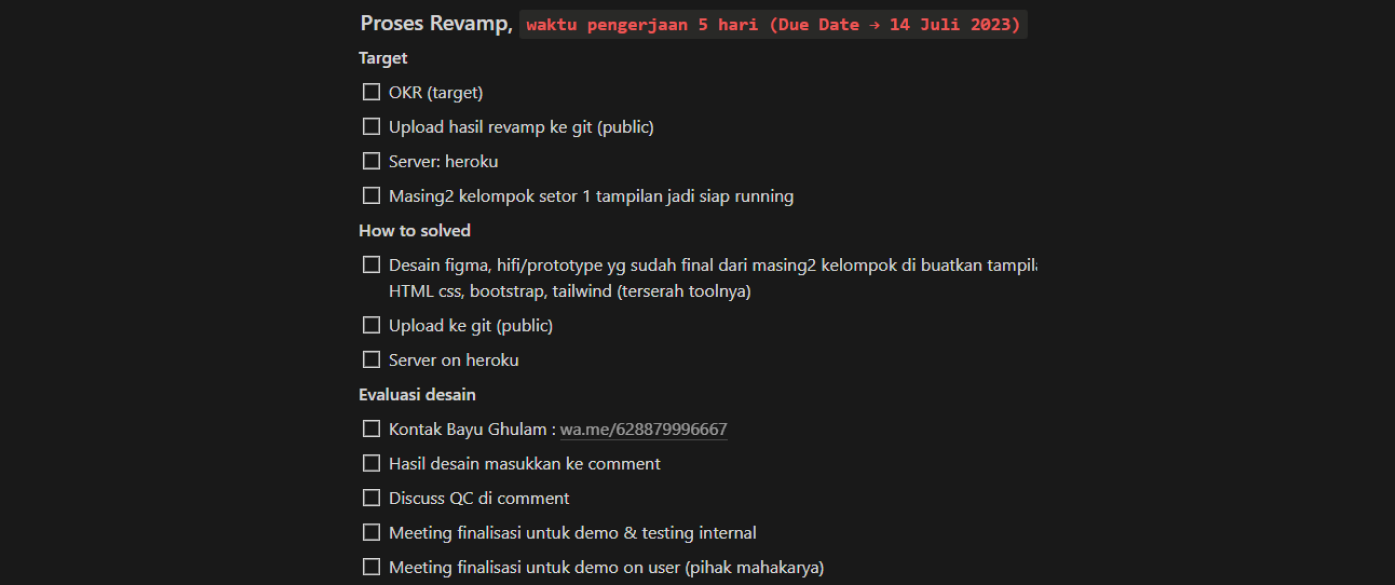 Proses Revamp, waktu pengerjaan 5 hari (Due Date → 14 Juli 2023)
Target
OKR (target)
Upload hasil revamp ke git (public)
Server: heroku
Masing2 kelompok setor 1 tampilan jadi siap running
How to solved
Desain figma, hifi/prototype yg sudah final dari masing2 kelompok di buatkan
HTML css, bootstrap, tailwind (terserah toolnya)
Upload ke git (public)
Server on heroku
Evaluasi desain
Kontak Bayu Ghulam : wa.me/628879996667
Hasil desain masukkan ke comment
Discuss QC di comment
Meeting finalisasi untuk demo & testing internal
Meeting finalisasi untuk demo on user (pihak mahakarya)